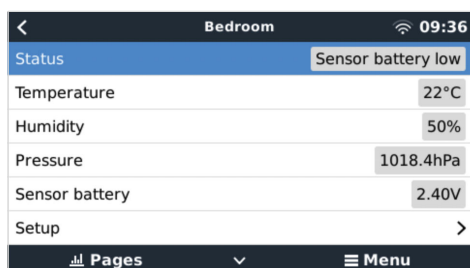 Bedroom 09:36
Status Sensor battery low
Temperature 22°C
Humidity 50%
Pressure 1018.4hPa
Sensor battery 2.40V
Setup
Pages Menu